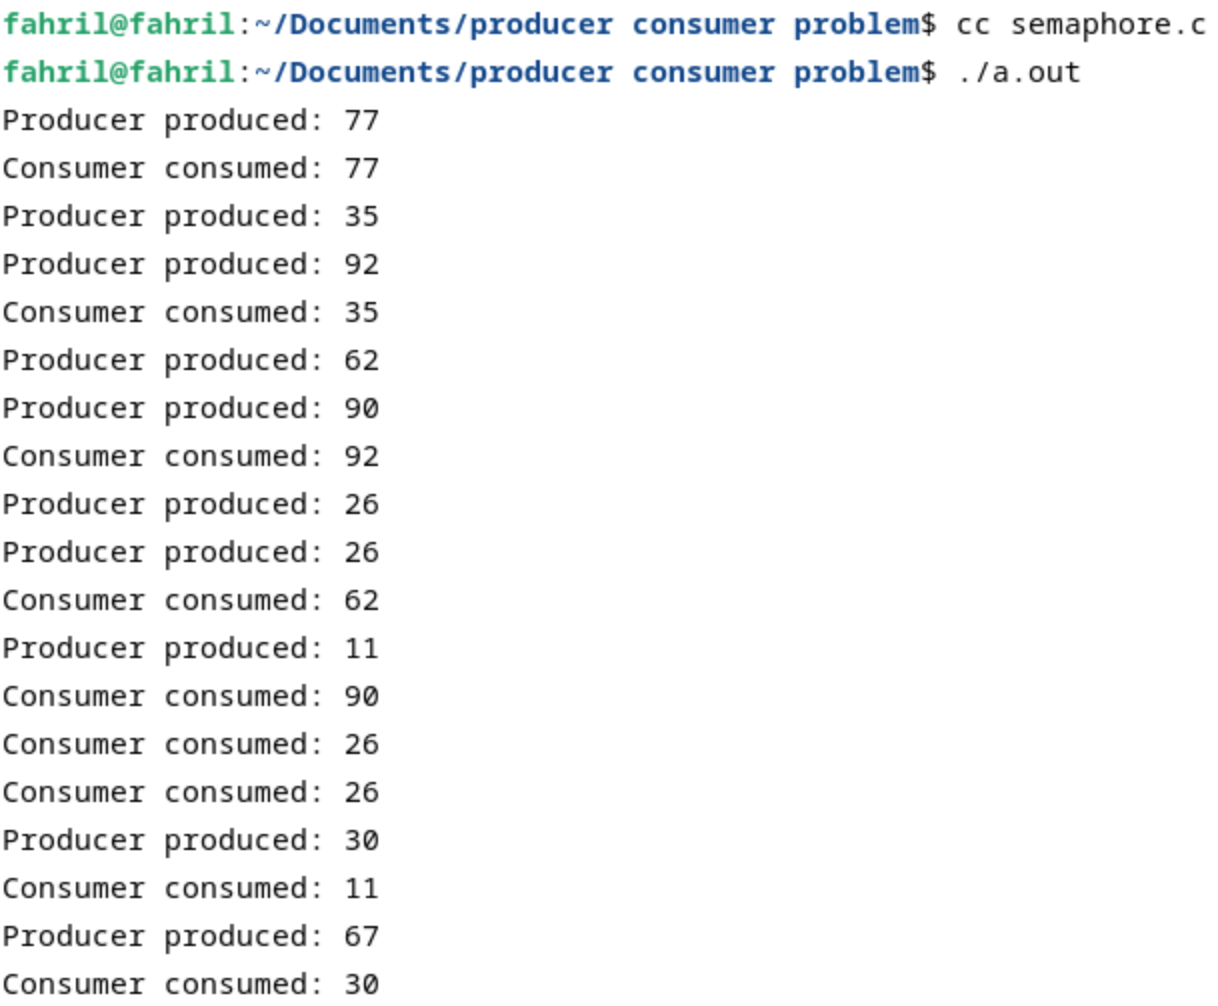 fahril@fahril:~/Documents/producer consumer problem$ cc semaphore.c
fahril@fahril:~/Documents/producer consumer problem$ ./a.out
Producer produced: 77
Consumer consumed: 77
Producer produced: 35
Producer produced: 92
Consumer consumed: 35
Producer produced: 62
Producer produced: 90
Consumer consumed: 92
Producer produced: 26
Producer produced: 26
Consumer consumed: 62
Producer produced: 11
Consumer consumed: 90
Consumer consumed: 26
Consumer consumed: 26
Producer produced: 30
Consumer consumed: 11
Producer produced: 67
Consumer consumed: 30